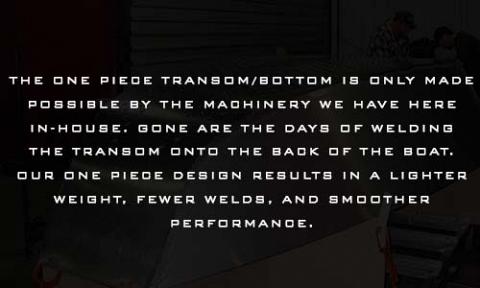 THE ONE PIECE TRANSOM/BOTTOM IS ONLY MADE
POSSIBLE BY THE MACHINERY WE HAVE HERE
IN-HOUSE. GONE ARE THE DAYS OF WELDING
THE TRANSOM ONTO THE BACK OF THE BOAT.
OUR ONE PIECE DESIGN RESULTS IN A LIGHTER
WEIGHT, FEWER WELDS, AND SMOOTHER
PERFORMANCE.